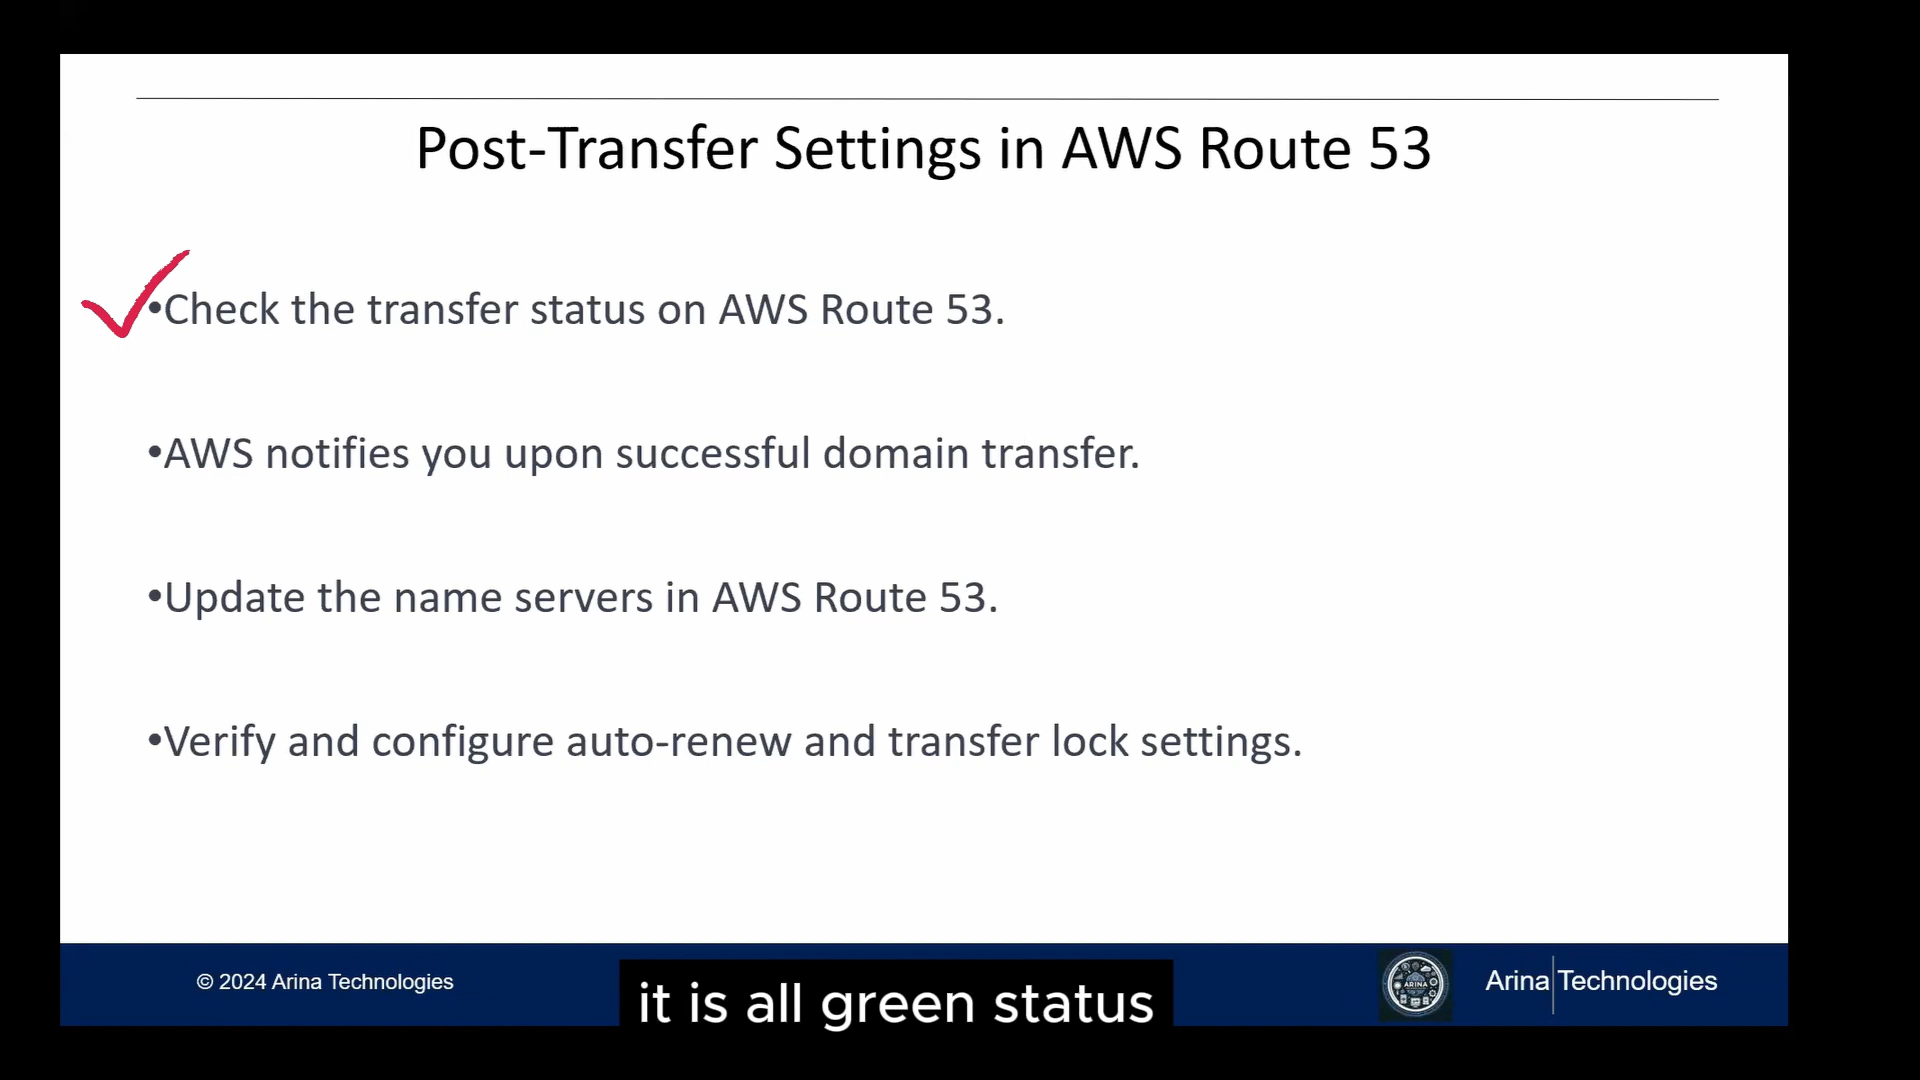 Post-Transfer Settings in AWS Route 53
•Check the transfer status on AWS Route 53.
•AWS notifies you upon successful domain transfer.
•Update the name servers in AWS Route 53.
•Verify and configure auto-renew and transfer lock settings.
© 2024 Arina Technologies
it is all green status
ARINA
Arina Technologies